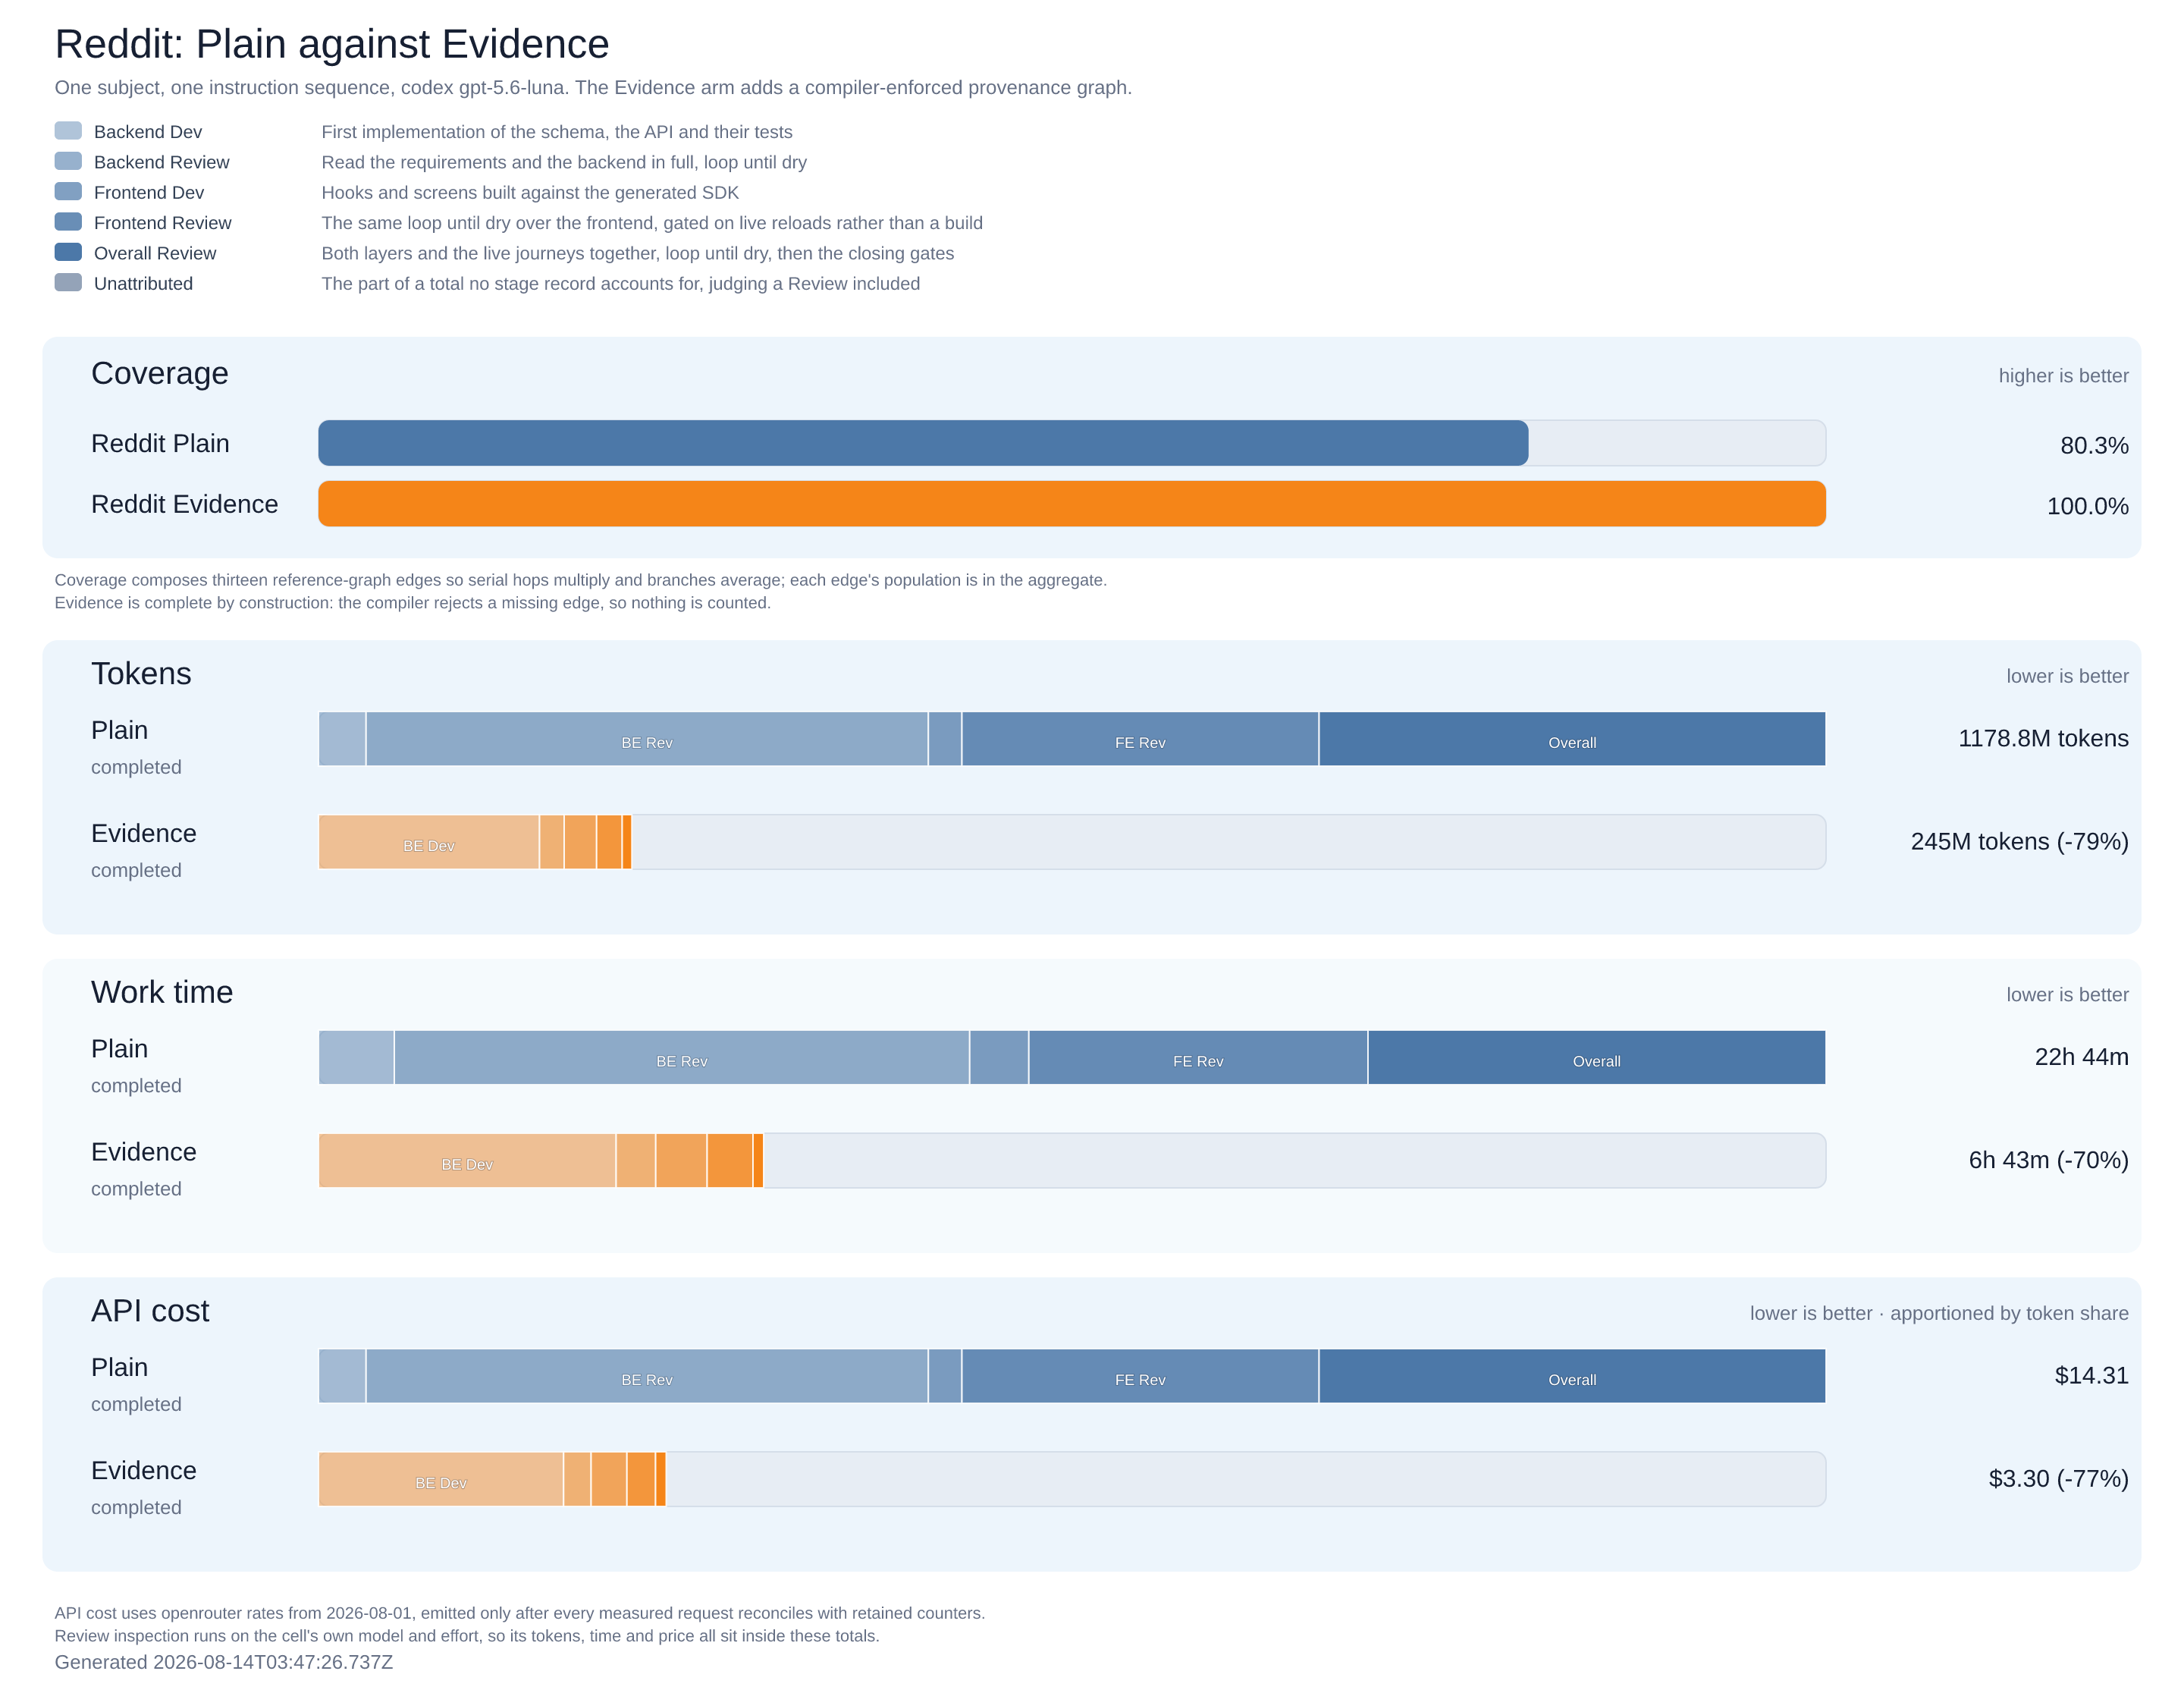 Reddit: Plain against Evidence
One subject, one instruction sequence, codex gpt-5.6-luna. The Evidence arm adds a compiler-enforced provenance graph.
Backend Dev First implementation of the schema, the API and their tests
Backend Review Read the requirements and the backend in full, loop until dry
Frontend Dev Hooks and screens built against the generated SDK
Frontend Review The same loop until dry over the frontend, gated on live reloads rather than a build
Overall Review Both layers and the live journeys together, loop until dry, then the closing gates
Unattributed The part of a total no stage record accounts for, judging a Review included
Coverage higher is better
Reddit Plain 80.3%
Reddit Evidence 100.0%
Coverage composes thirteen reference-graph edges so serial hops multiply and branches average; each edge's population is in the aggregate.
Evidence is complete by construction: the compiler rejects a missing edge, so nothing is counted.
Tokens lower is better
Plain BE Rev FE Rev Overall 1178.8M tokens
completed
Evidence BE Dev 245M tokens (-79%)
completed
Work time lower is better
Plain BE Rev FE Rev Overall 22h 44m
completed
Evidence BE Dev 6h 43m (-70%)
completed
API cost lower is better · apportioned by token share
Plain BE Rev FE Rev Overall $14.31
completed
Evidence BE Dev $3.30 (-77%)
completed
API cost uses openrouter rates from 2026-08-01, emitted only after every measured request reconciles with retained counters.
Review inspection runs on the cell's own model and effort, so its tokens, time and price all sit inside these totals.
Generated 2026-08-14T03:47:26.737Z